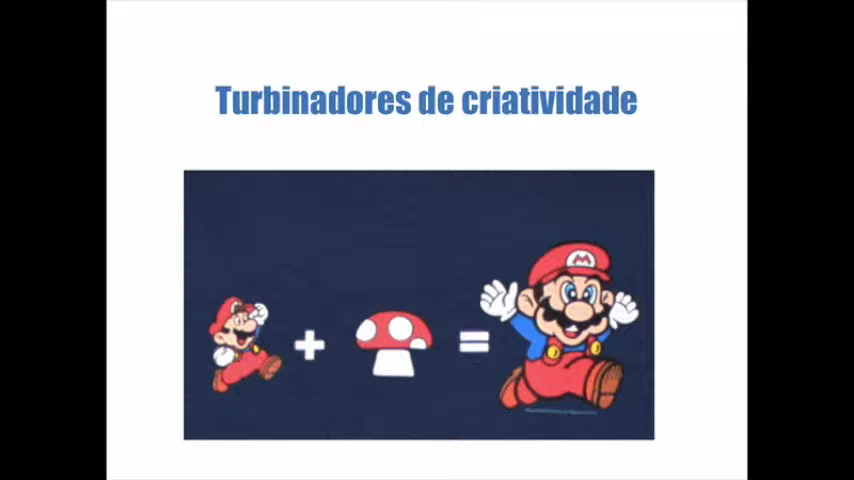 Turbinadores de criatividade
+
=
M